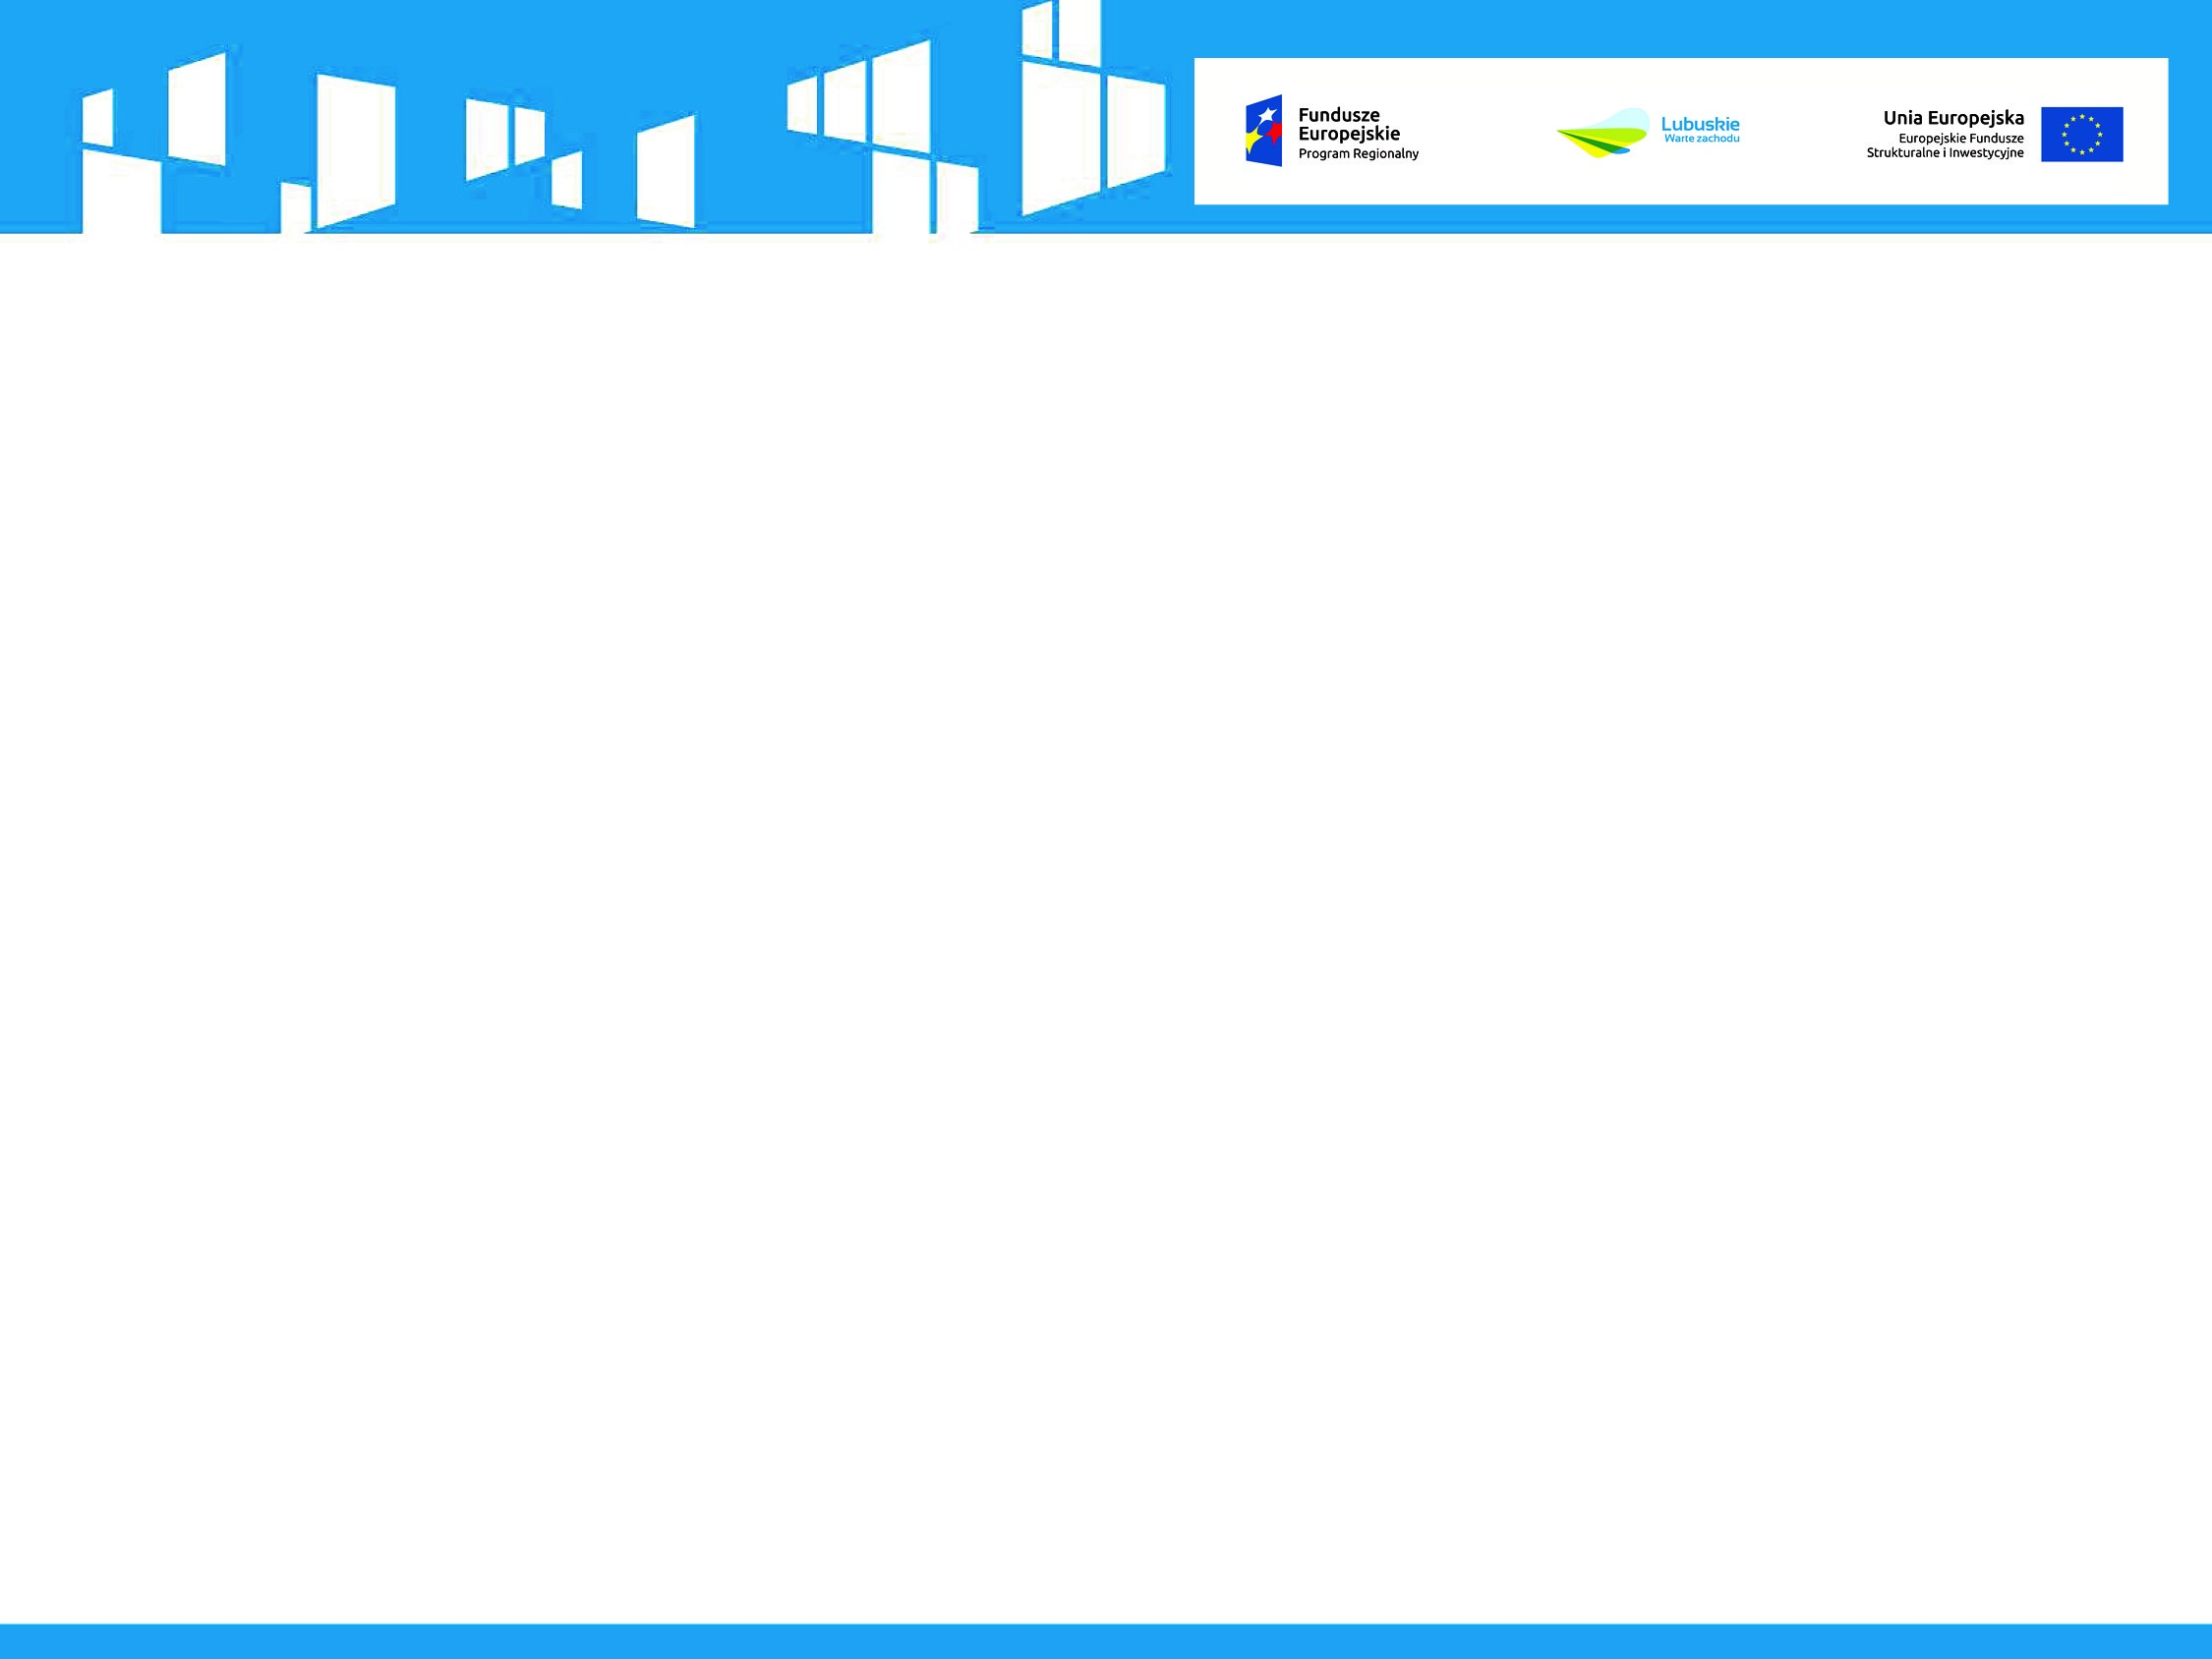 Fundusze
Europejskie
Program Regionalny
Lubuskie
Warte zachodu
Unia Europejska
Europejskie Fundusze
Strukturalne i Inwestycyjne